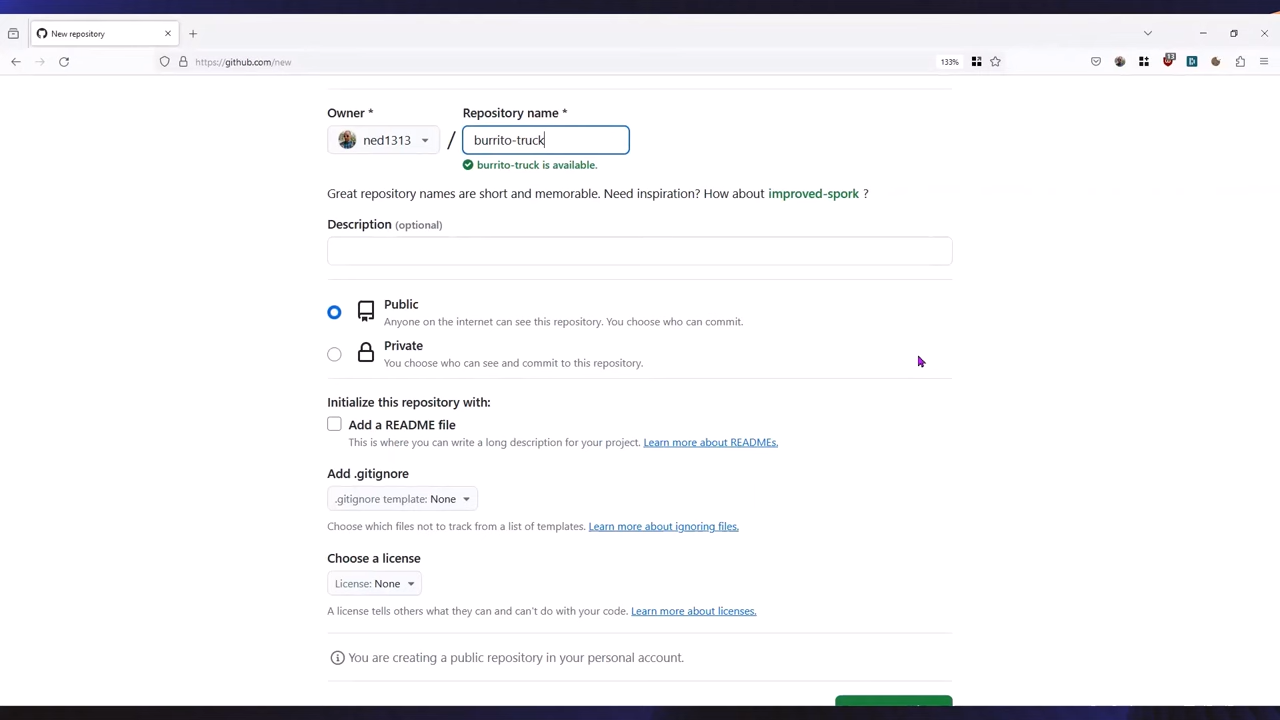 New repository
https://github.com/new
133%
13
Owner *
Repository name *
ned1313
/
burrito-truck
burrito-truck is available.
Great repository names are short and memorable. Need inspiration? How about improved-spork ?
Description (optional)
Public
Anyone on the internet can see this repository. You choose who can commit.
Private
You choose who can see and commit to this repository.
Initialize this repository with:
Add a README file
This is where you can write a long description for your project. Learn more about READMEs.
Add .gitignore
.gitignore template: None
Choose which files not to track from a list of templates. Learn more about ignoring files.
Choose a license
License: None
A license tells others what they can and can't do with your code. Learn more about licenses.
You are creating a public repository in your personal account.